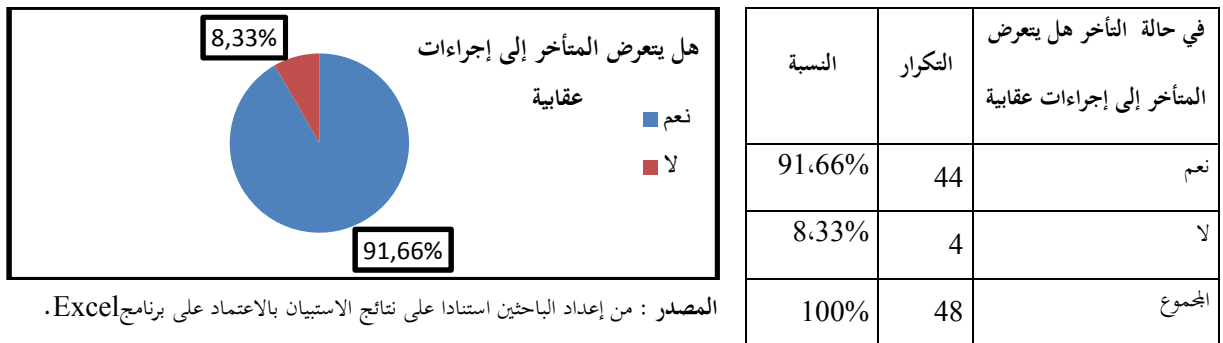 في حالة التأخر هل يتعرض
المتأخر إلى إجراءات عقابية
التكرار
النسبة
نعم
44
91،66%
لا
4
8،33%
المجموع
48
100%
8,33%
هل يتعرض المتأخر إلى إجراءات
عقابية
نعم
لا
91,66%
المصدر : من إعداد الباحثين استنادا على نتائج الاستبيان بالاعتماد على برنامجExcel.